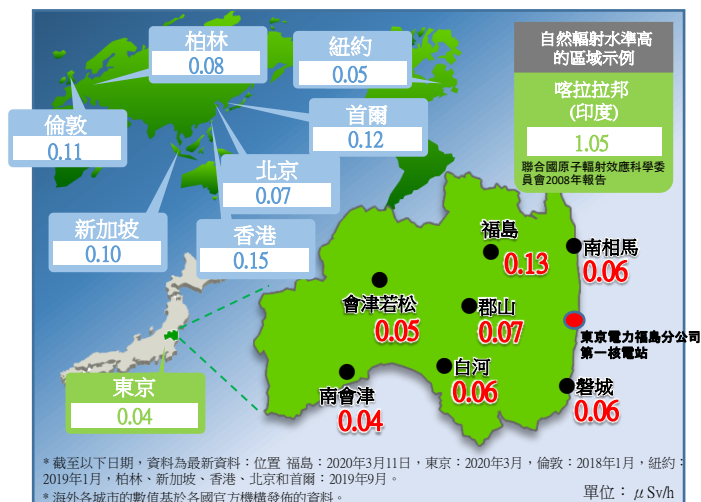 柏林
0.08
紐約
0.05
自然輻射水準高
的區域示例
喀拉拉邦
(印度)
1.05
聯合國原子輻射效應科學委
員會2008年報告
倫敦
0.11
首爾
0.12
北京
0.07
新加坡
0.10
香港
0.15
福島
0.13
南相馬
0.06
會津若松
0.05
郡山
0.07
東京電力福島分公司
第一核電站
白河
0.06
南會津
0.04
磐城
0.06
東京
0.04
* 截至以下日期，資料為最新資料：位置 福島：2020年3月11日，東京：2020年3月，倫敦：2018年1月，紐約：
2019年1月，柏林、新加坡、香港、北京和首爾：2019年9月。
* 海外各城市的數值基於各國官方機構發佈的資料。
單位：μSv/h